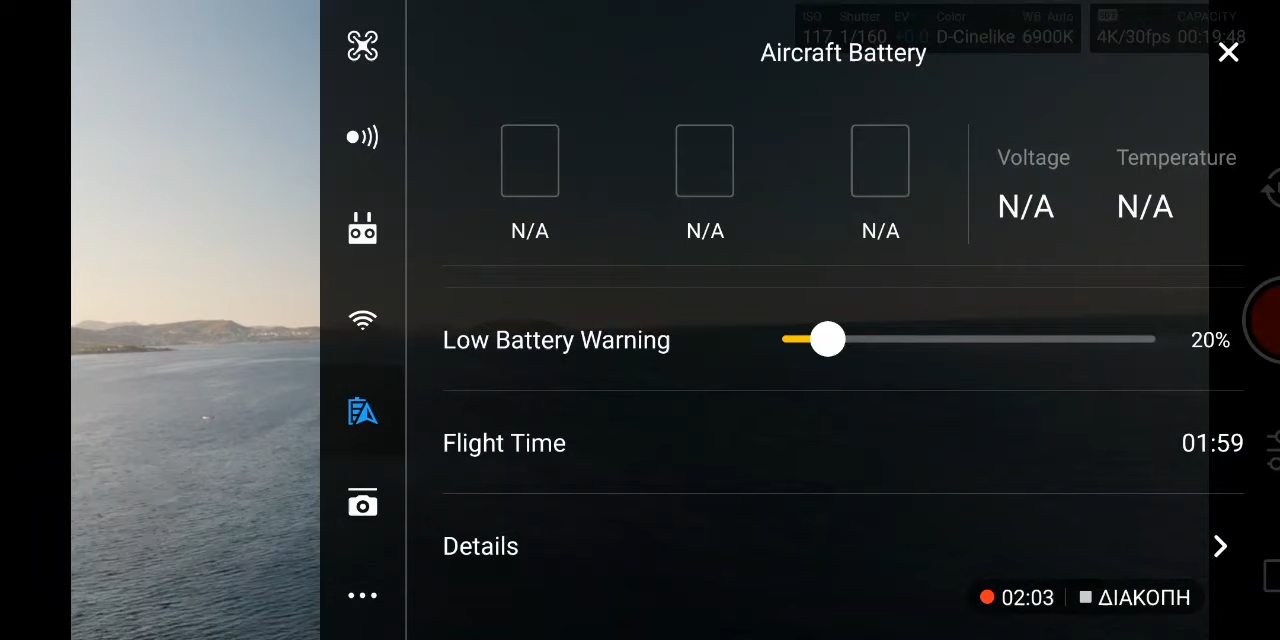 ISO Shutter EV Color WB Auto CAPACITY
117 1/160 +0.0 D-Cinelike 6900K 4K/30fps 00:19:48
Aircraft Battery
Voltage Temperature
N/A N/A N/A N/A N/A
Low Battery Warning 20%
Flight Time 01:59
Details
02:03 ΔΙΑΚΟΠΗ